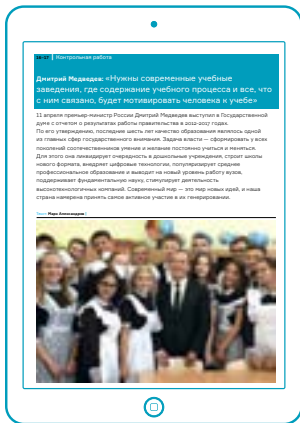 16-17 | Контрольная работа
Дмитрий Медведев: «Нужны современные учебные
заведения, где содержание учебного процесса и все, что
с ним связано, будет мотивировать человека к учебе»
11 апреля премьер-министр России Дмитрий Медведев выступил в Государственной
думе с отчетом о результатах работы правительства в 2012-2017 годах.
По его утверждению, последние шесть лет качество образования являлось одной
из главных сфер государственного внимания. Задача власти — сформировать у всех
поколений соотечественников умение и желание постоянно учиться и меняться.
Для этого она ликвидирует очередность в дошкольные учреждения, строит школы
нового формата, внедряет цифровые технологии, популяризирует среднее
профессиональное образование и выводит на новый уровень работу вузов,
поддерживает фундаментальную науку, стимулирует деятельность
высокотехнологичных компаний. Современный мир — это мир новых идей, и наша
страна намерена принять самое активное участие в их генерировании.
Текст: Марк Александров |